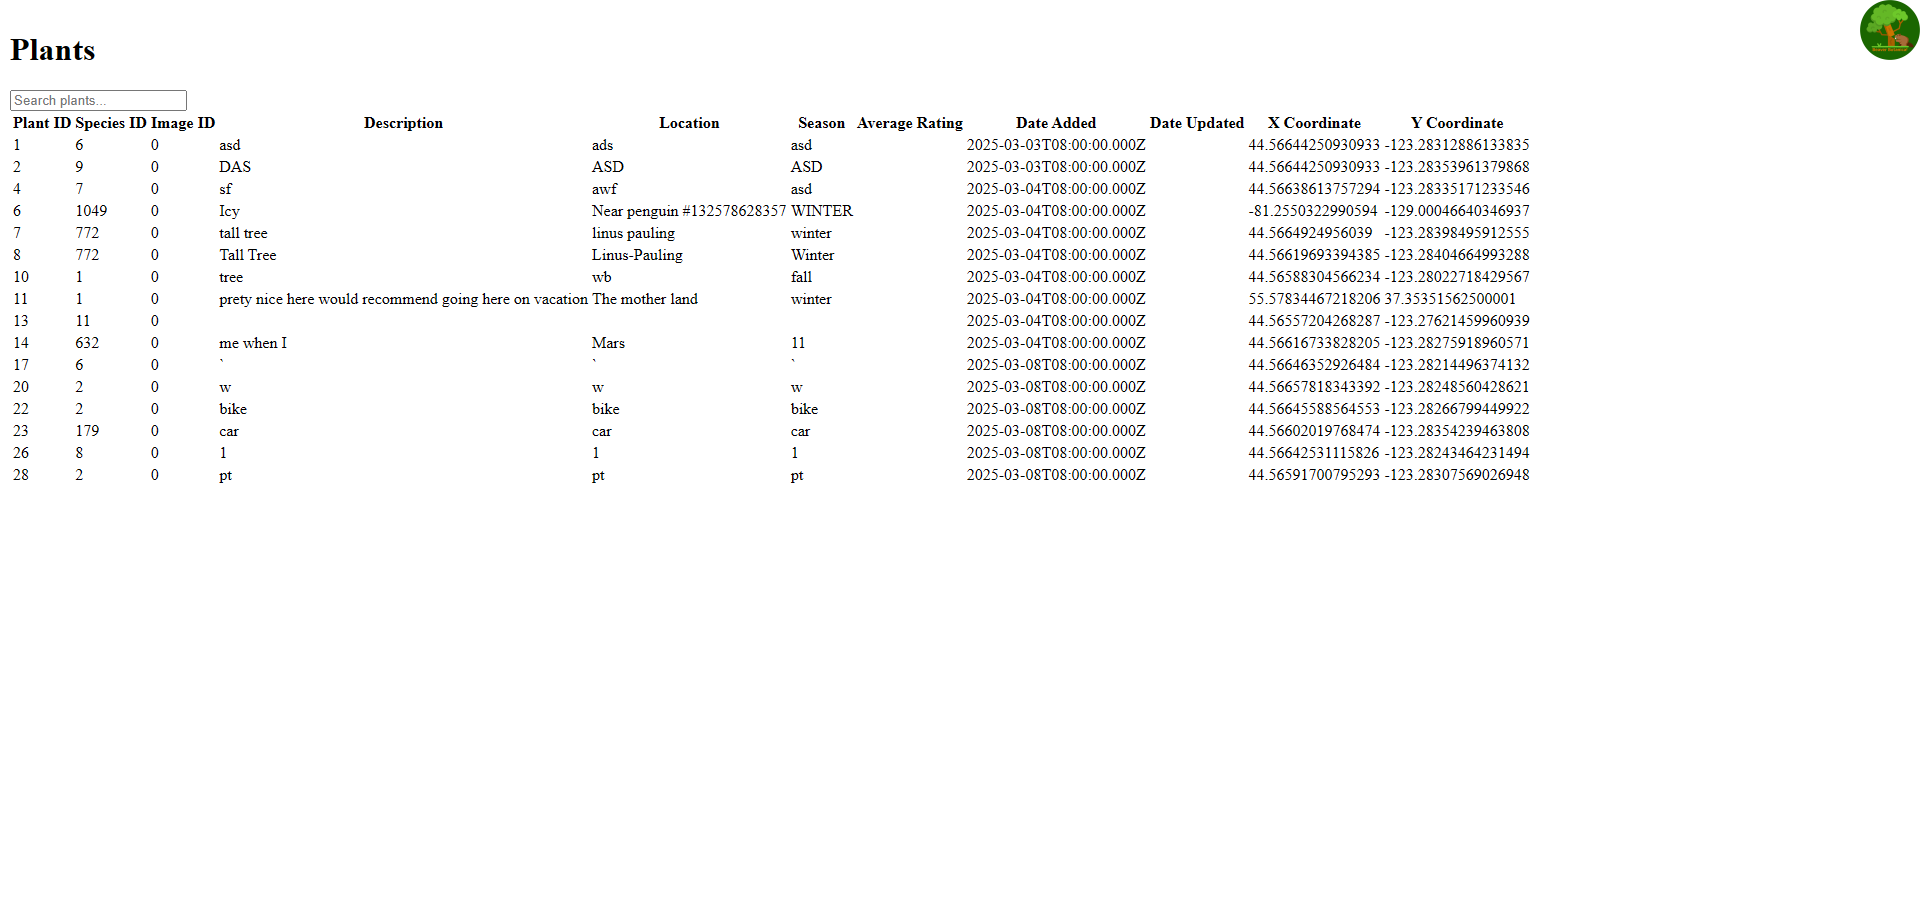 Plants
Search plants...
Plant ID Species ID Image ID Description Location Season Average Rating Date Added Date Updated X Coordinate Y Coordinate
1 6 0 asd ads asd 2025-03-03T08:00:00.000Z 44.56644250930933 -123.28312886133835
2 9 0 DAS ASD ASD 2025-03-03T08:00:00.000Z 44.56644250930933 -123.28353961379868
4 7 0 sf awf asd 2025-03-04T08:00:00.000Z 44.56638613757294 -123.28335171233546
6 1049 0 Icy Near penguin #132578628357 WINTER 2025-03-04T08:00:00.000Z -81.2550322990594 -129.00046640346937
7 772 0 tall tree linus pauling winter 2025-03-04T08:00:00.000Z 44.5664924956039 -123.28398495912555
8 772 0 Tall Tree Linus-Pauling Winter 2025-03-04T08:00:00.000Z 44.56619693394385 -123.28404664993288
10 1 0 tree wb fall 2025-03-04T08:00:00.000Z 44.56588304566234 -123.28022718429567
11 1 0 prety nice here would recommend going here on vacation The mother land winter 2025-03-04T08:00:00.000Z 55.57834467218206 37.35351562500001
13 11 0 2025-03-04T08:00:00.000Z 44.56557204268287 -123.27621459960939
14 632 0 me when I Mars 11 2025-03-04T08:00:00.000Z 44.56616733828205 -123.28275918960571
17 6 0 ` ` ` 2025-03-08T08:00:00.000Z 44.56646352926484 -123.28214496374132
20 2 0 w w w 2025-03-08T08:00:00.000Z 44.56657818343392 -123.28248560428621
22 2 0 bike bike bike 2025-03-08T08:00:00.000Z 44.56645588564553 -123.28266799449922
23 179 0 car car car 2025-03-08T08:00:00.000Z 44.56602019768474 -123.28354239463808
26 8 0 1 1 1 2025-03-08T08:00:00.000Z 44.56642531115826 -123.28243464231494
28 2 0 pt pt pt 2025-03-08T08:00:00.000Z 44.56591700795293 -123.28307569026948